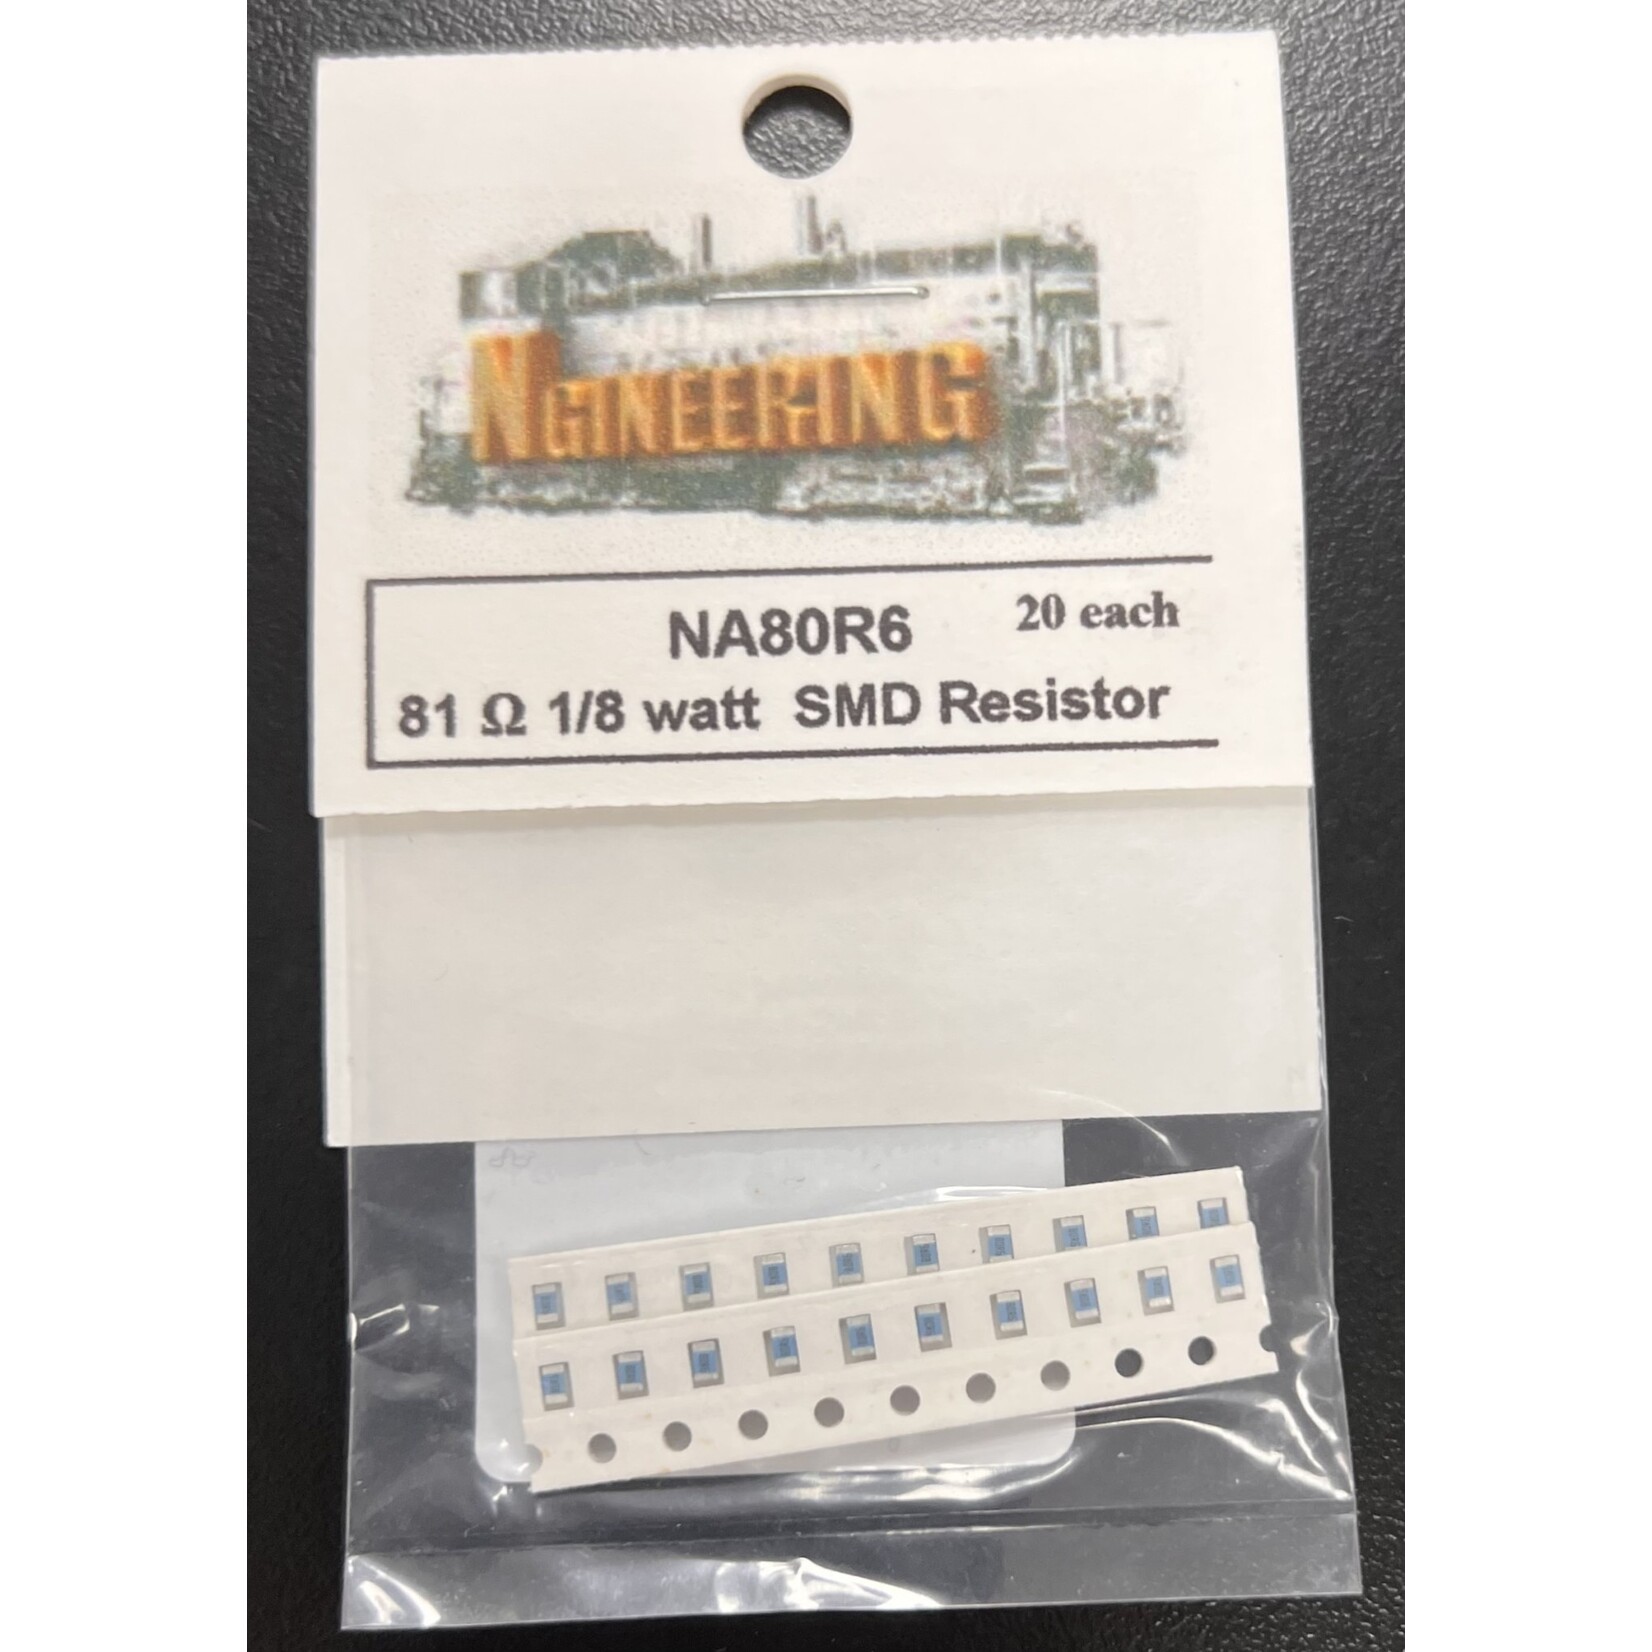 NGINEERING
NA80R6 20 each
81 Ω 1/8 watt SMD Resistor